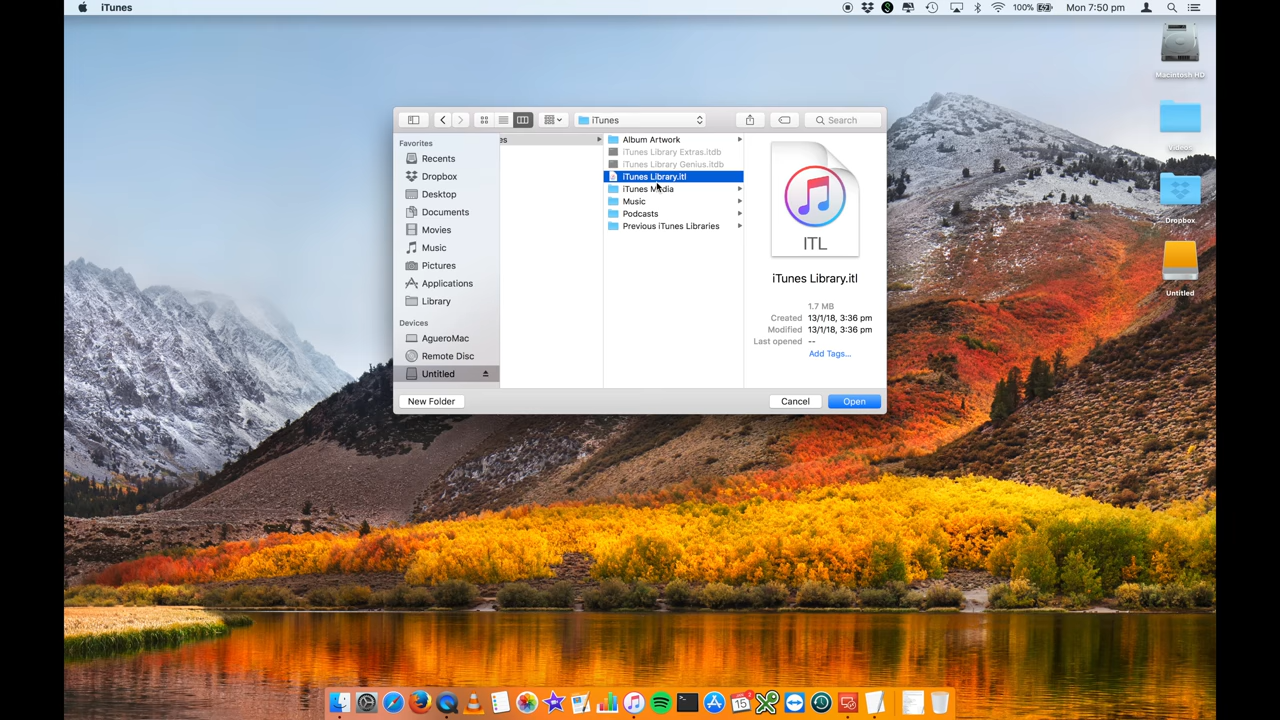 iTunes
100%
Mon 7:50 pm
Macintosh HD
Videos
Dropbox
Untitled
iTunes
Search
Favorites
Recents
Dropbox
Desktop
Documents
Movies
Music
Pictures
Applications
Library
Devices
AgueroMac
Remote Disc
Untitled
es
Album Artwork
iTunes Library Extras.itdb
iTunes Library Genius.itdb
iTunes Library.itl
iTunes Media
Music
Podcasts
Previous iTunes Libraries
ITL
iTunes Library.itl
1.7 MB
Created 13/1/18, 3:36 pm
Modified 13/1/18, 3:36 pm
Last opened --
Add Tags...
New Folder
Cancel
Open
15